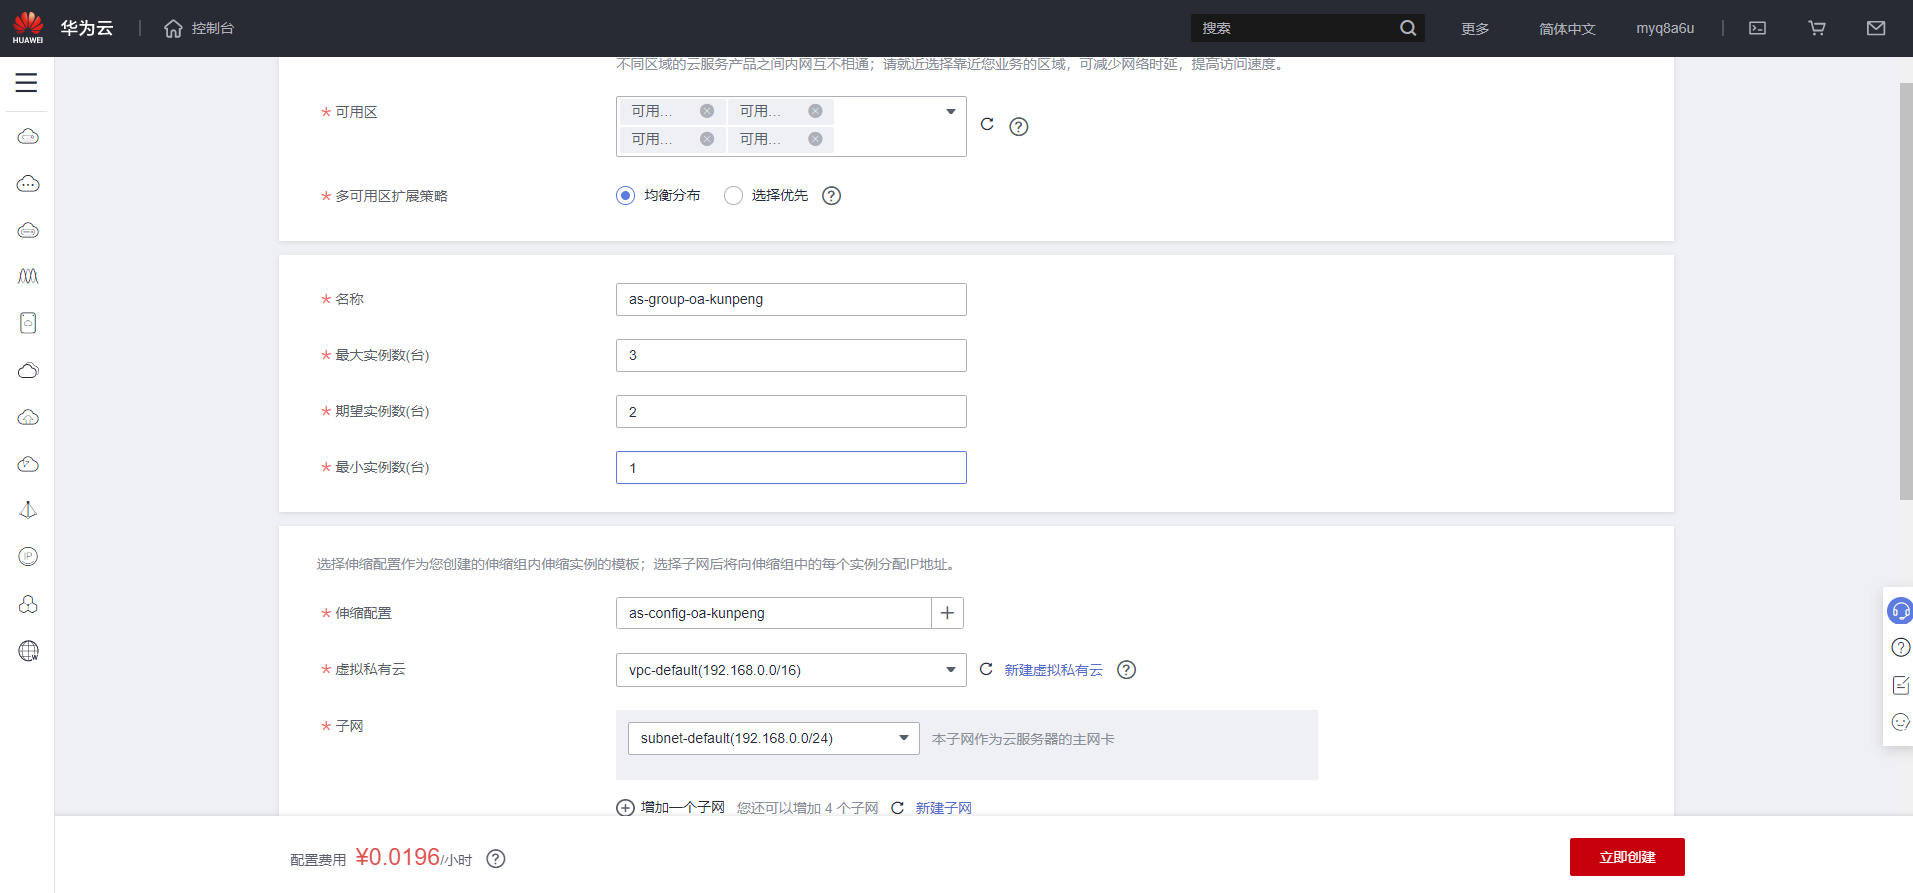 HUAWEI
华为云
控制台
搜索
更多
简体中文
myq8a6u
不同区域的云服务产品之间内网互不相通；请就近选择靠近您业务的区域，可减少网络时延，提高访问速度。
* 可用区
可用... 可用...
可用... 可用...
* 多可用区扩展策略
均衡分布
选择优先
* 名称
as-group-oa-kunpeng
* 最大实例数(台)
3
* 期望实例数(台)
2
* 最小实例数(台)
1
选择伸缩配置作为您创建的伸缩组内伸缩实例的模板；选择子网后将向伸缩组中的每个实例分配IP地址。
* 伸缩配置
as-config-oa-kunpeng
* 虚拟私有云
vpc-default(192.168.0.0/16)
新建虚拟私有云
* 子网
subnet-default(192.168.0.0/24)
本子网作为云服务器的主网卡
增加一个子网 您还可以增加 4 个子网 新建子网
配置费用 ¥0.0196/小时
立即创建
IP
W